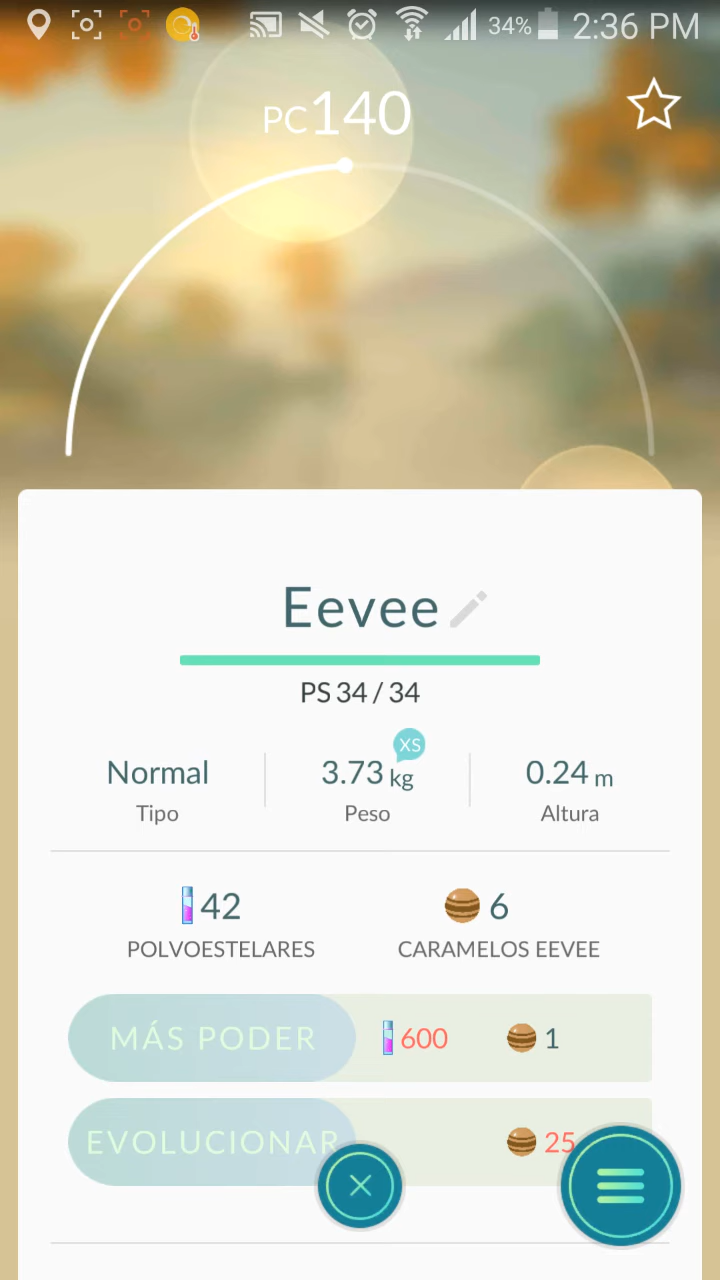 34% 2:36 PM
PC140
Eevee
PS 34 / 34
XS
Normal 3.73 kg 0.24 m
Tipo Peso Altura
42 6
POLVOESTELARES CARAMELOS EEVEE
MÁS PODER 600 1
EVOLUCIONAR 25